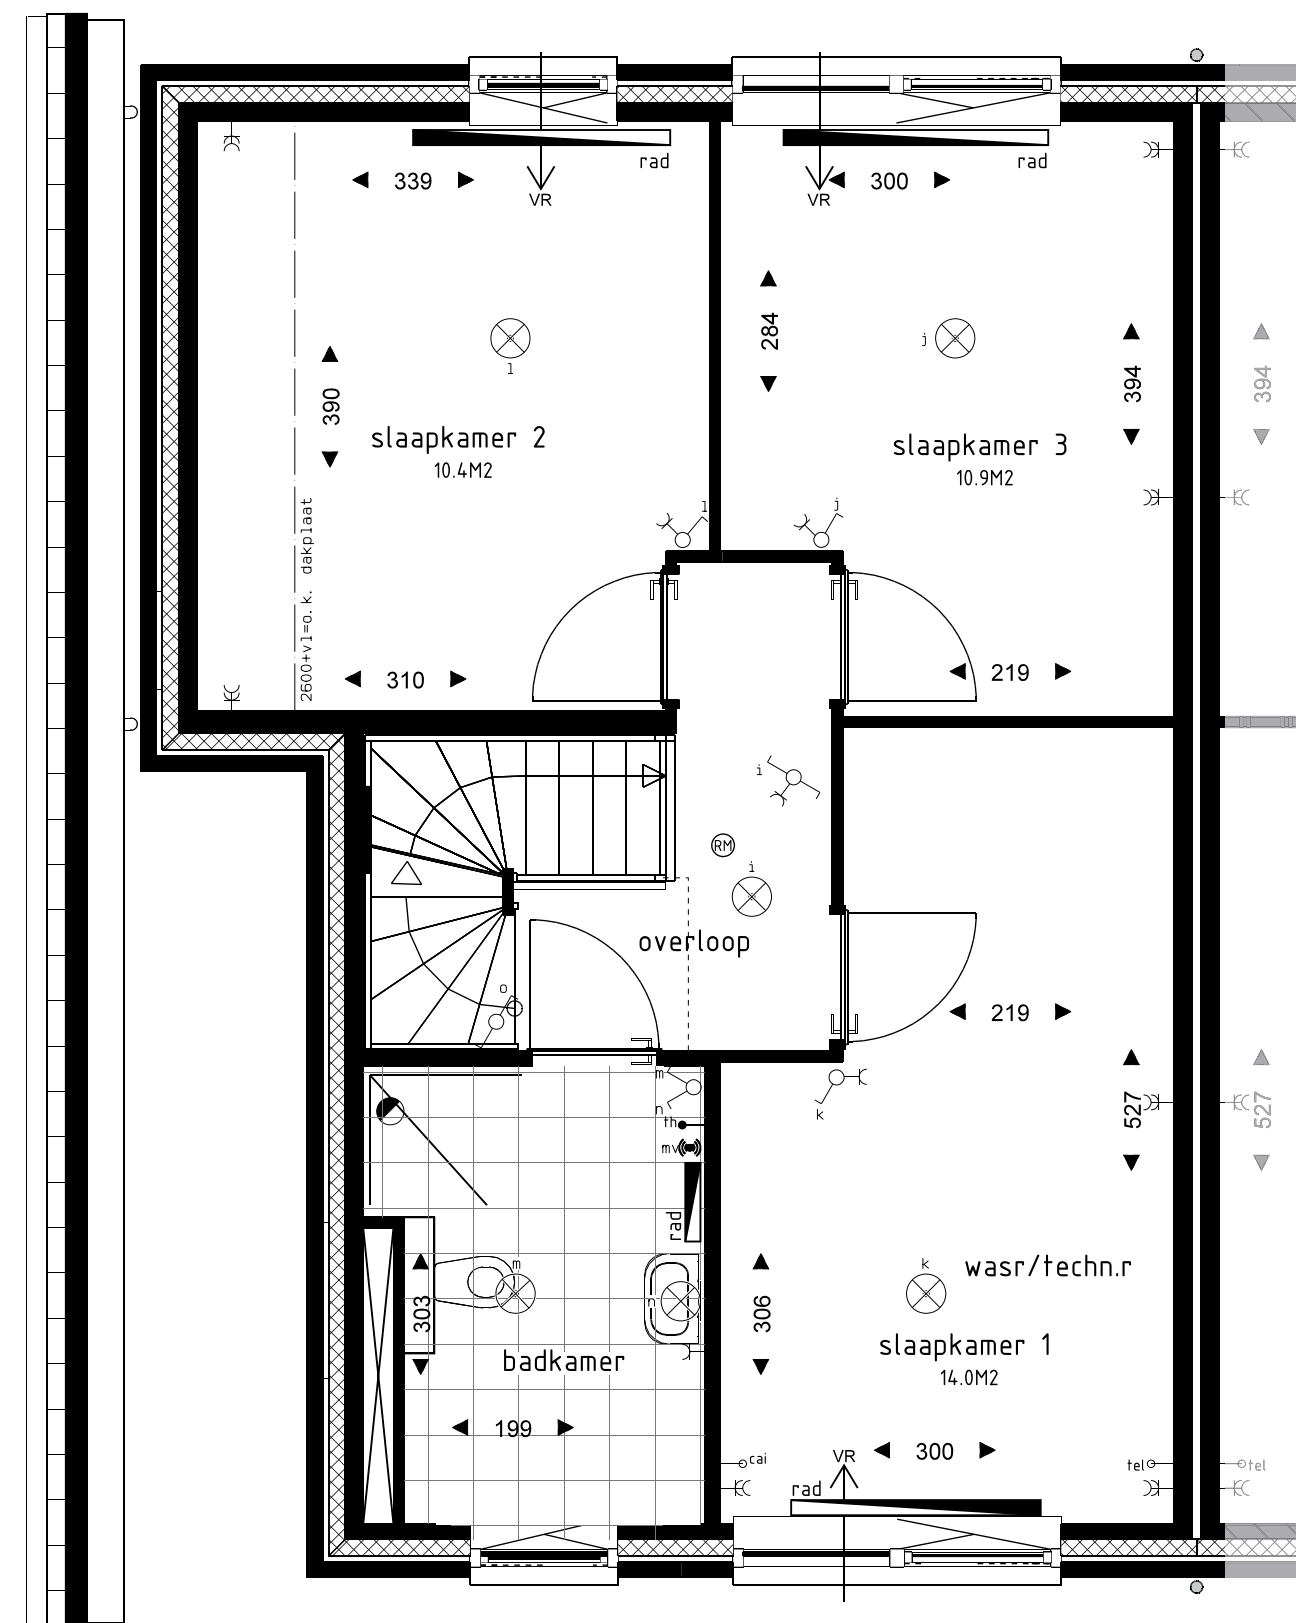 rad
rad
339
VR
VR
300
284
l
j
390
394
394
slaapkamer 2
10.4M2
slaapkamer 3
10.9M2
2600+vl=o.k. dakplaat
l
j
310
219
i
RM
i
overloop
o
219
527
527
m
n
th
mv
k
rad
303
m
n
306
k
wasr/techn.r
slaapkamer 1
14.0M2
badkamer
199
300
cai
VR
tel
tel
rad